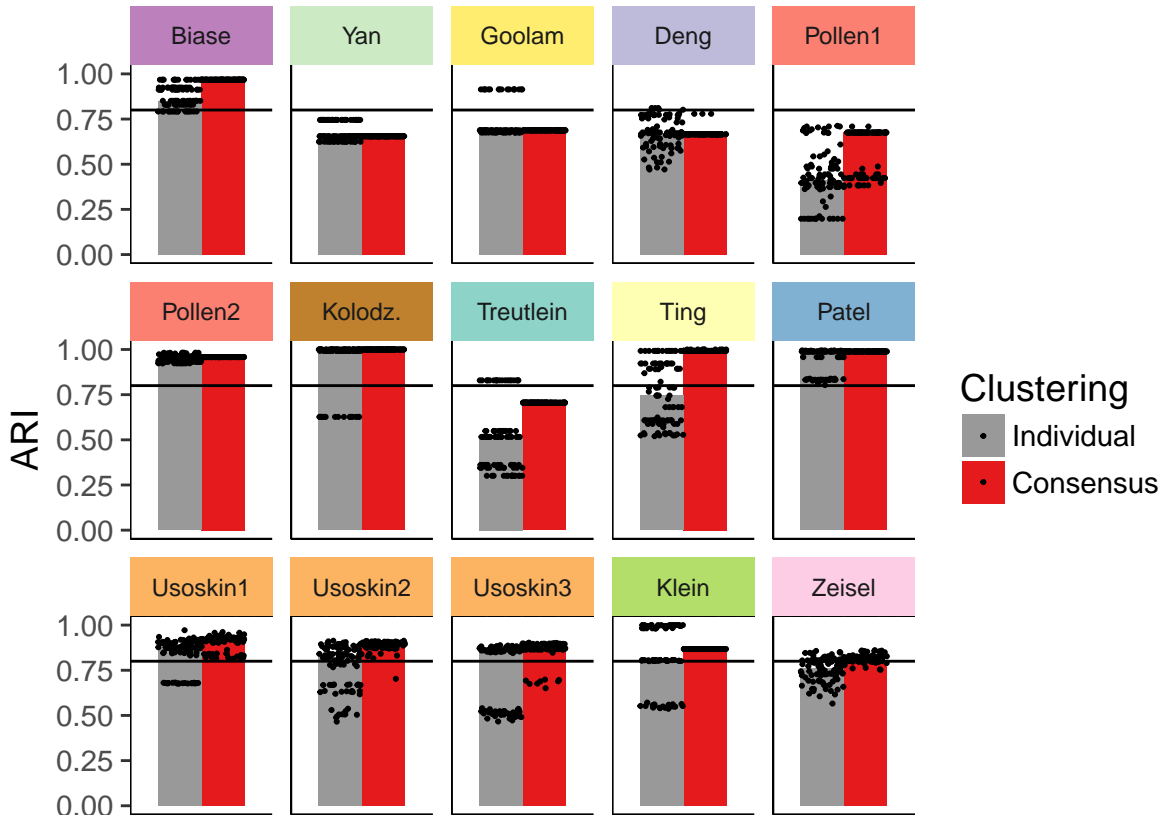 Biase Yan Goolam Deng Pollen1
1.00
0.75
0.50
0.25
0.00
Pollen2 Kolodz. Treutlein Ting Patel
1.00
0.75
0.50
0.25
0.00
ARI
Usoskin1 Usoskin2 Usoskin3 Klein Zeisel
1.00
0.75
0.50
0.25
0.00
Clustering
Individual
Consensus